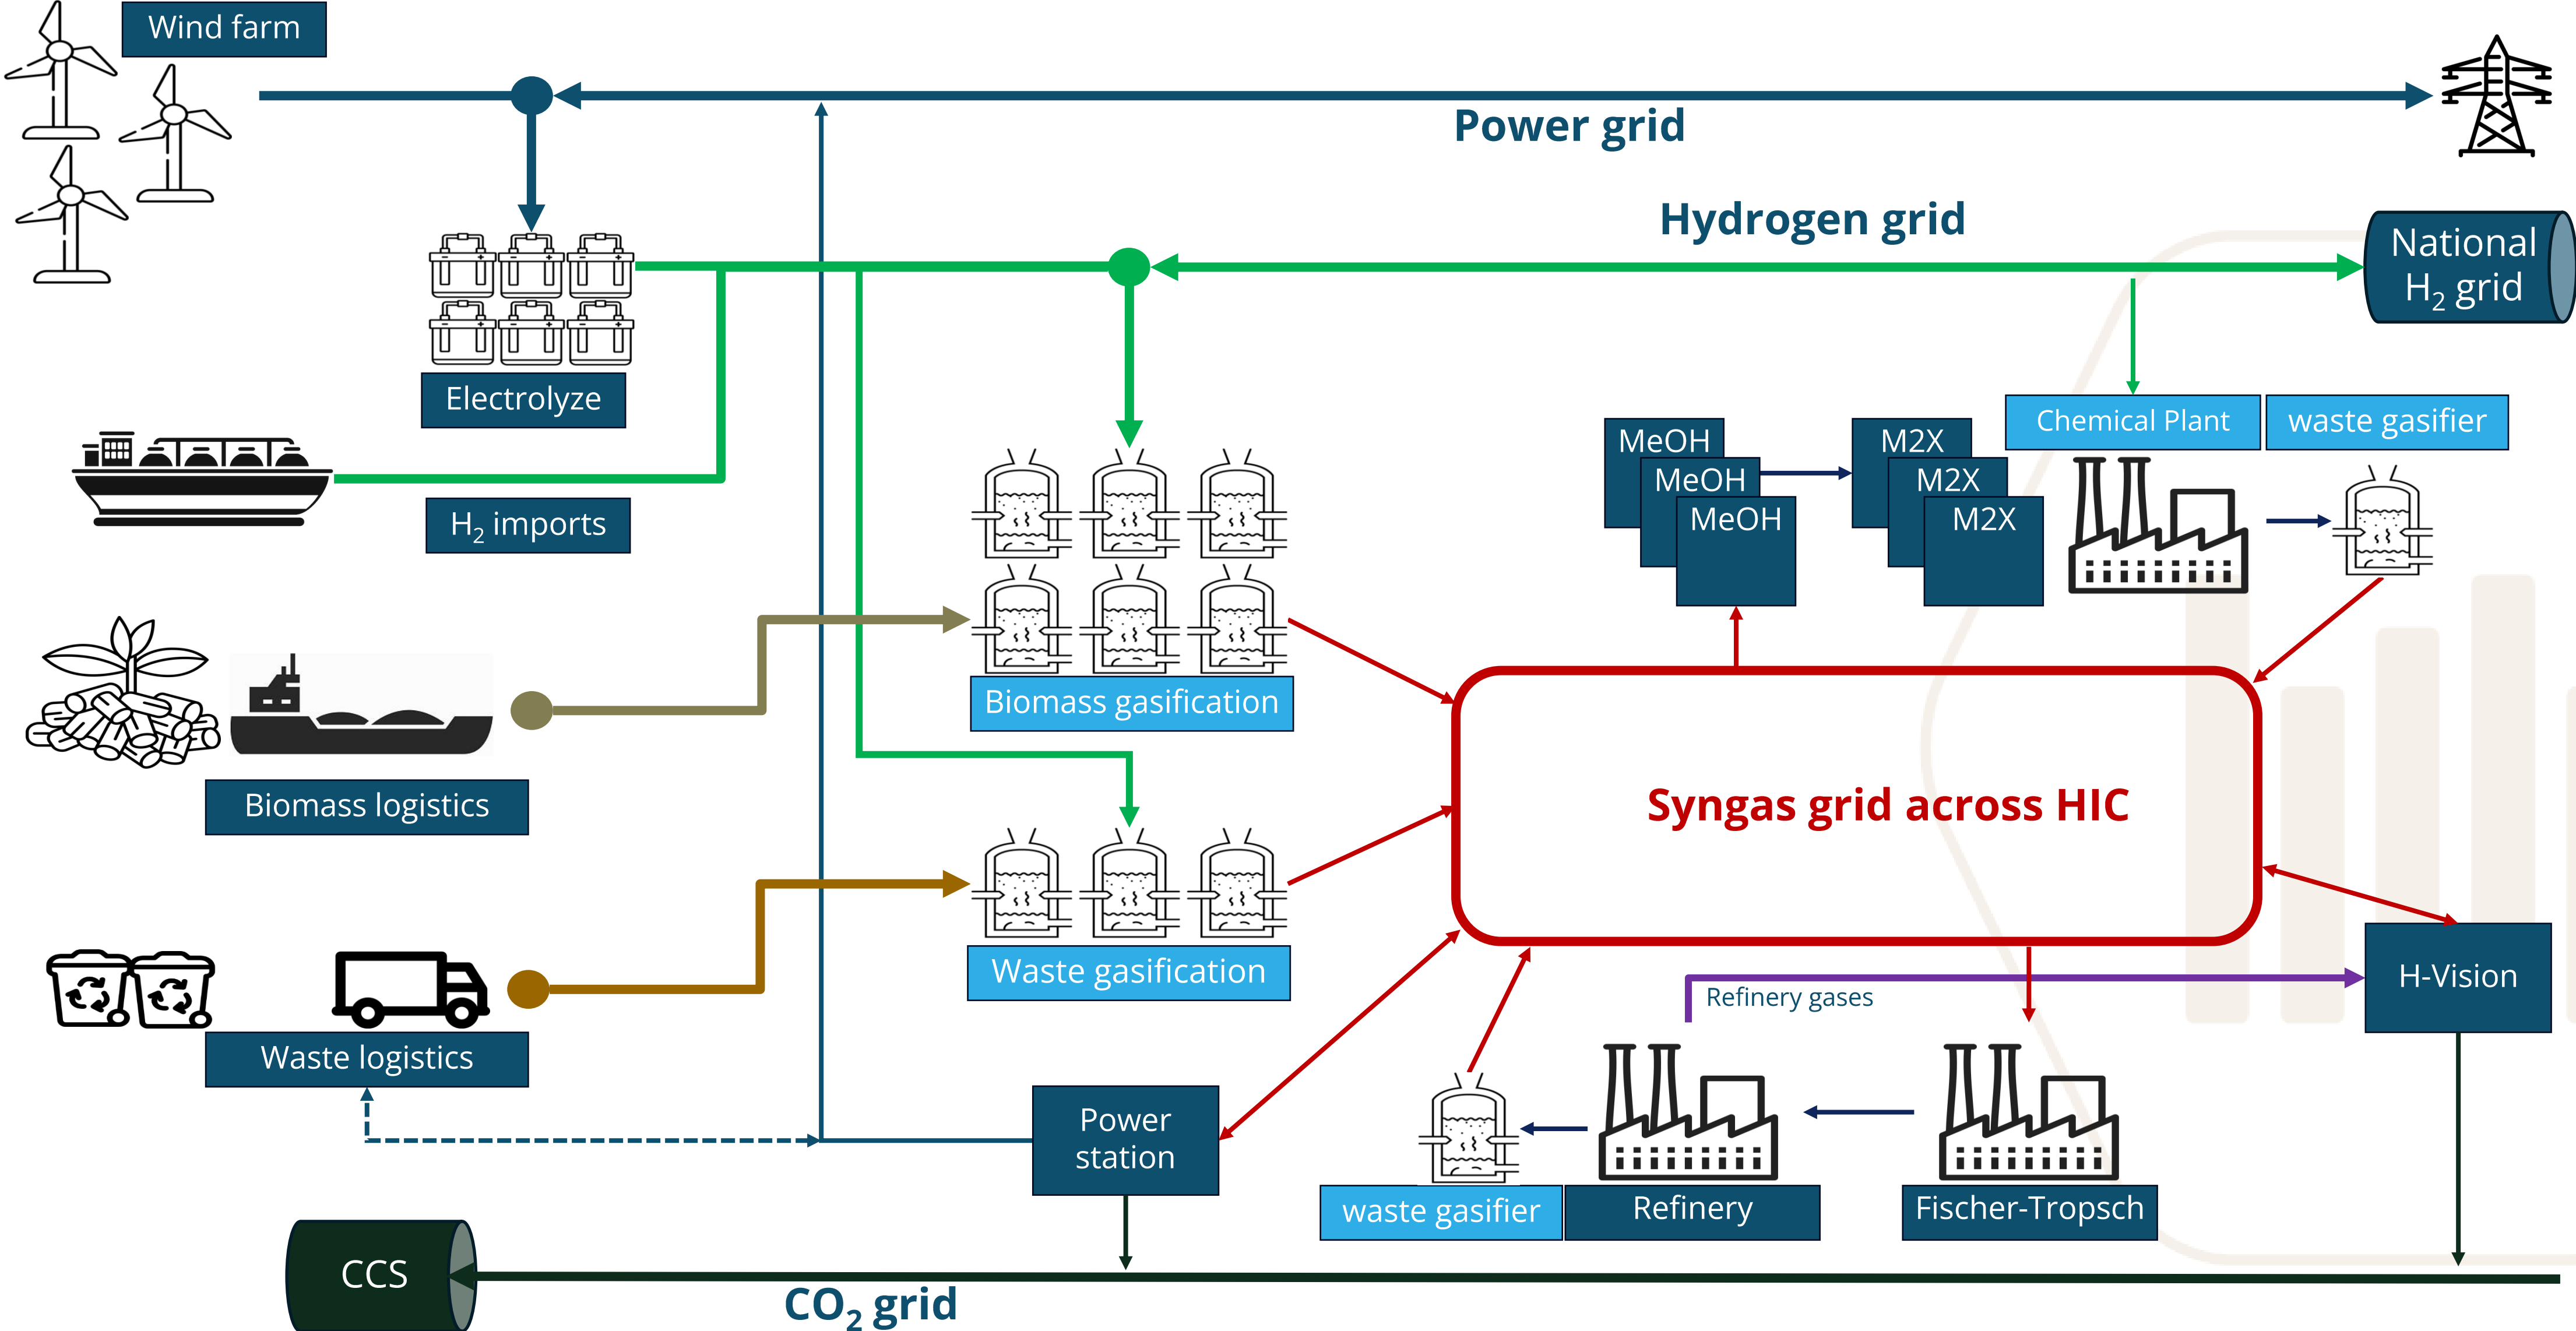 Wind farm
Power grid
Hydrogen grid
National
H₂ grid
Electrolyze
H₂ imports
MeOH
MeOH
MeOH
M2X
M2X
M2X
Chemical Plant
waste gasifier
Biomass gasification
Biomass logistics
Syngas grid across HIC
Waste gasification
Waste logistics
Refinery gases
H-Vision
Power
station
waste gasifier
Refinery
Fischer-Tropsch
CCS
CO₂ grid